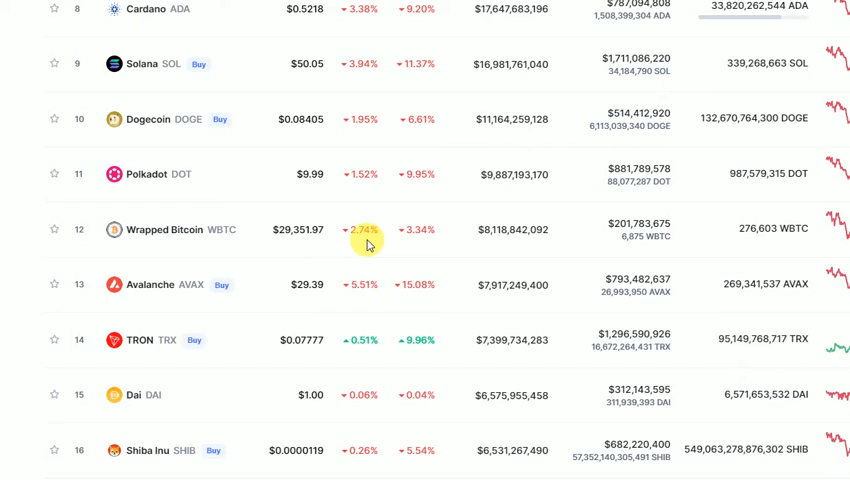 8 Cardano ADA $0.5218 3.38% 9.20% $17,647,683,196 $787,094,808 33,820,262,544 ADA
1,508,399,304 ADA
9 Solana SOL Buy $50.05 3.94% 11.37% $16,981,761,040 $1,711,086,220 339,268,663 SOL
34,184,790 SOL
10 Dogecoin DOGE Buy $0.08405 1.95% 6.61% $11,164,259,128 $514,412,920 132,670,764,300 DOGE
6,113,039,340 DOGE
11 Polkadot DOT $9.99 1.52% 9.95% $9,887,193,170 $881,789,578 987,579,315 DOT
88,077,287 DOT
12 Wrapped Bitcoin WBTC $29,351.97 2.74% 3.34% $8,118,842,092 $201,783,675 276,603 WBTC
6,875 WBTC
13 Avalanche AVAX Buy $29.39 5.51% 15.08% $7,917,249,400 $793,482,637 269,341,537 AVAX
26,993,950 AVAX
14 TRON TRX Buy $0.07777 0.51% 9.96% $7,399,734,283 $1,296,590,926 95,149,768,717 TRX
16,672,264,431 TRX
15 Dai DAI $1.00 0.06% 0.04% $6,575,955,458 $312,143,595 6,571,653,532 DAI
311,939,393 DAI
16 Shiba Inu SHIB Buy $0.0000119 0.26% 5.54% $6,531,267,490 $682,220,400 549,063,278,876,302 SHIB
57,352,140,305,491 SHIB